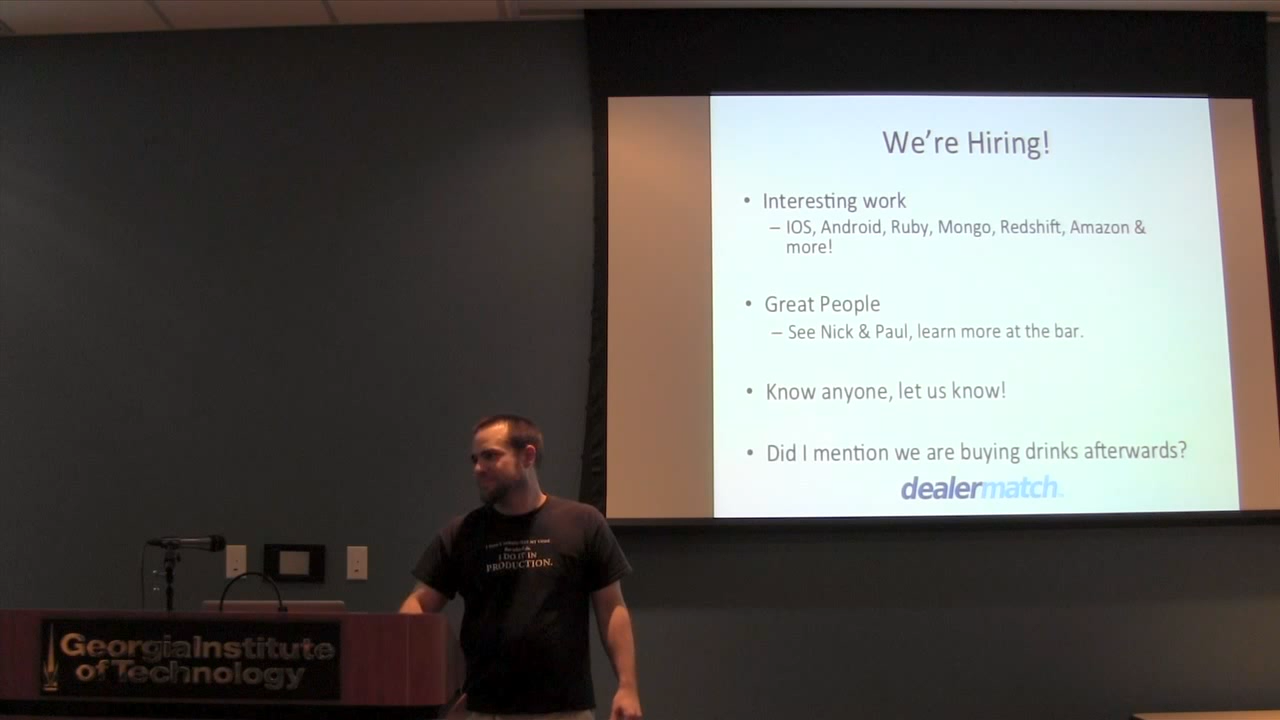 We're Hiring!
• Interesting work
– IOS, Android, Ruby, Mongo, Redshift, Amazon &
more!
• Great People
– See Nick & Paul, learn more at the bar.
• Know anyone, let us know!
• Did I mention we are buying drinks afterwards?
dealermatch
I DO IT IN
PRODUCTION.
GeorgiaInstitute
of Technology